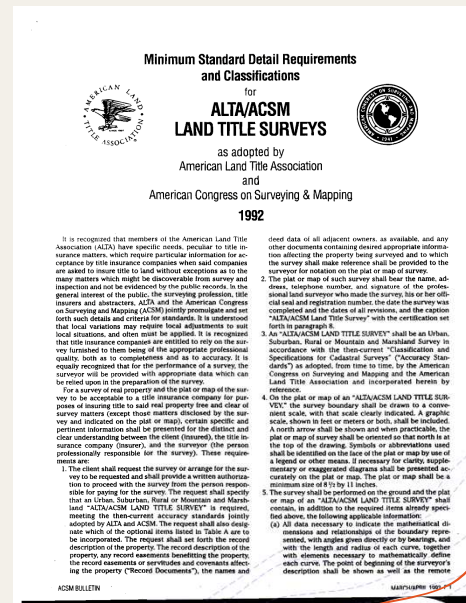 Minimum Standard Detail Requirements
and Classifications
for
ALTA/ACSM
LAND TITLE SURVEYS
as adopted by
American Land Title Association
and
American Congress on Surveying & Mapping
1992
AMERICAN LAND TITLE ASSOCIATION
It is recognized that members of the American Land Title
Association (ALTA) have specific needs, peculiar to title in-
surance matters, which require particular information for ac-
ceptance by title insurance companies when said companies
are asked to insure title to land without exceptions as to the
many matters which might be discoverable from survey and
inspection and not be evidenced by the public records. In the
general interest of the public, the surveying profession, title
insurers and abstracters, ALTA and the American Congress
on Surveying and Mapping (ACSM) jointly promulgate and set
forth such details and criteria for standards. It is understood
that local variations may require local adjustments to suit
local situations, and often must be applied. It is recognized
that title insurance companies are entitled to rely on the sur-
vey furnished to them being of the appropriate professional
quality, both as to completeness and as to accuracy. It is
equally recognized that for the performance of a survey, the
surveyor will be provided with appropriate data which can
be relied upon in the preparation of the survey.
For a survey of real property and the plat or map of the sur-
vey to be acceptable to a title insurance company for pur-
poses of insuring title to said real property free and clear of
survey matters (except those matters disclosed by the sur-
vey and indicated on the plat or map), certain specific and
pertinent information shall be presented for the distinct and
clear understanding between the client (insured), the title in-
surance company (insurer), and the surveyor (the person
professionally responsible for the survey). These require-
ments are:
1. The client shall request the survey or arrange for the sur-
vey to be requested and shall provide a written authoriza-
tion to proceed with the survey from the person respon-
sible for paying for the survey. The request shall specify
that an Urban, Suburban, Rural or Mountain and Marsh-
land "ALTA/ACSM LAND TITLE SURVEY" is required,
meeting the then-current accuracy standards jointly
adopted by ALTA and ACSM. The request shall also desig-
nate which of the optional items listed in Table A are to
be incorporated. The request shall set forth the record
description of the property. The record description of the
property, any record easements benefitting the property,
the record easements or servitudes and covenants affect-
ing the property ("Record Documents"), the names and
deed data of all adjacent owners, as available, and any
other documents containing desired appropriate informa-
tion affecting the property being surveyed and to which
the survey shall make reference shall be provided to the
surveyor for notation on the plat or map of survey.
2. The plat or map of such survey shall bear the name, ad-
dress, telephone number, and signature of the profes-
sional land surveyor who made the survey, his or her offi-
cial seal and registration number, the date the survey was
completed and the dates of all revisions, and the caption
"ALTA/ACSM Land Title Survey" with the certification set
forth in paragraph 8.
3. An "ALTA/ACSM LAND TITLE SURVEY" shall be an Urban,
Suburban, Rural or Mountain and Marshland Survey in
accordance with the then-current "Classification and
Specifications for Cadastral Surveys" ("Accuracy Stan-
dards") as adopted, from time to time, by the American
Congress on Surveying and Mapping and the American
Land Title Association and incorporated herein by
reference.
4. On the plat or map of an "ALTA/ACSM LAND TITLE SUR-
VEY," the survey boundary shall be drawn to a conve-
nient scale, with that scale clearly indicated. A graphic
scale, shown in feet or meters or both, shall be included.
A north arrow shall be shown and when practicable, the
plat or map of survey shall be oriented so that north is at
the top of the drawing. Symbols or abbreviations used
shall be identified on the face of the plat or map by use of
a legend or other means. If necessary for clarity, supple-
mentary or exaggerated diagrams shall be presented ac-
curately on the plat or map. The plat or map shall be a
minimum size of 8½ by 11 inches.
5. The survey shall be performed on the ground and the plat
or map of an "ALTA/ACSM LAND TITLE SURVEY" shall
contain, in addition to the required items already speci-
fied above, the following applicable information:
(a) All data necessary to indicate the mathematical di-
mensions and relationships of the boundary repre-
sented, with angles given directly or by bearings, and
with the length and radius of each curve, together
with elements necessary to mathematically define
each curve. The point of beginning of the surveyor's
description shall be shown as well as the remote
ACSM BULLETIN